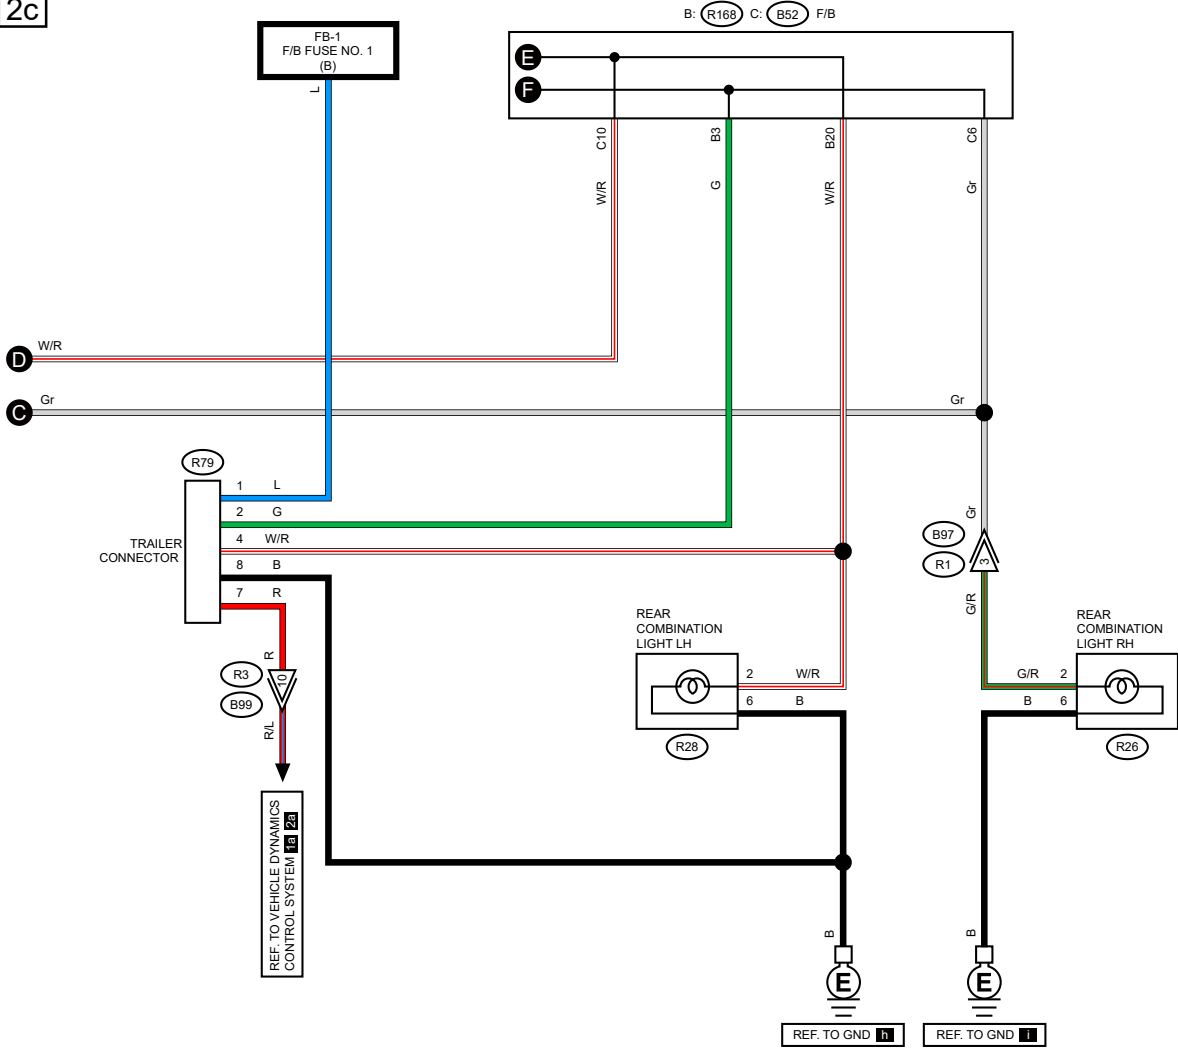 2c
B: R168 C: B52 F/B
FB-1
F/B FUSE NO. 1
(B)
L
E
F
C10
B3
B20
C6
W/R
G
W/R
Gr
D
W/R
C
Gr
Gr
R79
TRAILER
CONNECTOR
1 L
2 G
4 W/R
8 B
7 R
Gr
B97
R1
3
G/R
R
R3
B99
10
R/L
REF. TO VEHICLE DYNAMICS
CONTROL SYSTEM 1a 2a
REAR
COMBINATION
LIGHT LH
2 W/R
6 B
R28
REAR
COMBINATION
LIGHT RH
G/R 2
B 6
R26
B
B
E
E
REF. TO GND h
REF. TO GND i